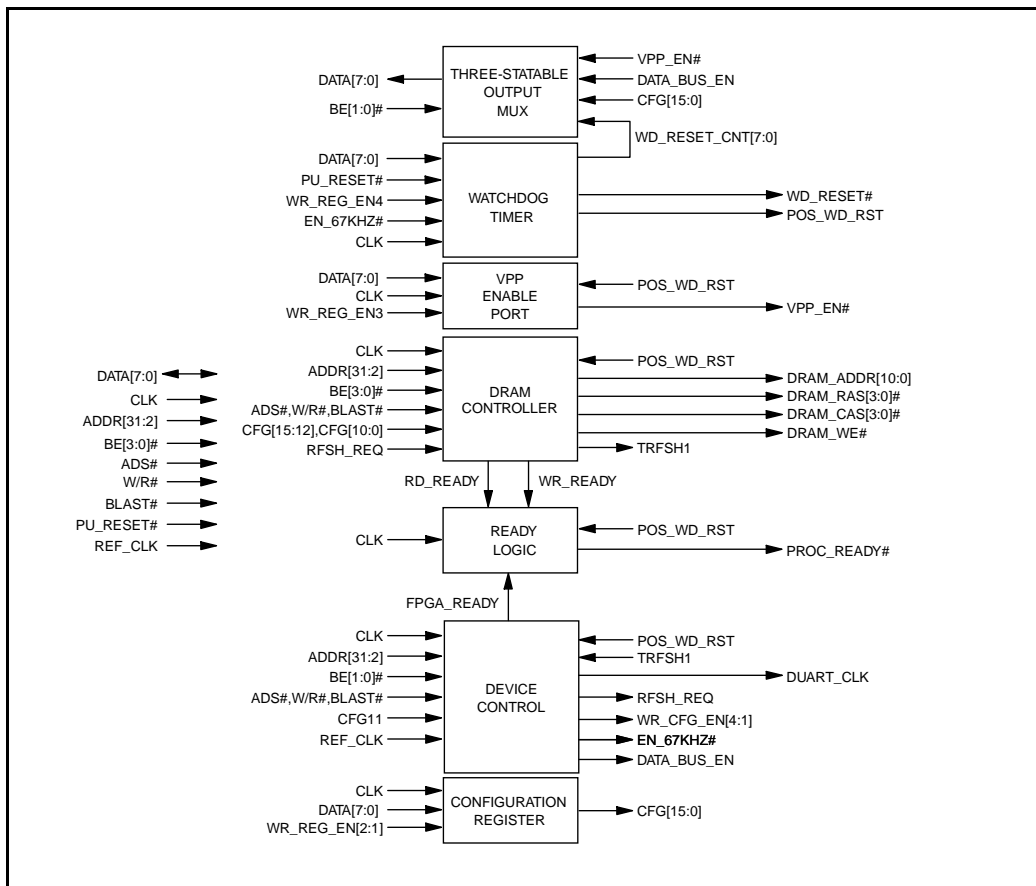 VPP_EN#
THREE-STATABLE
OUTPUT
MUX
DATA[7:0]
DATA_BUS_EN
CFG[15:0]
BE[1:0]#
WD_RESET_CNT[7:0]
DATA[7:0]
PU_RESET#
WR_REG_EN4
EN_67KHZ#
CLK
WATCHDOG
TIMER
WD_RESET#
POS_WD_RST
DATA[7:0]
CLK
WR_REG_EN3
VPP
ENABLE
PORT
POS_WD_RST
VPP_EN#
CLK
ADDR[31:2]
BE[3:0]#
ADS#,W/R#,BLAST#
CFG[15:12],CFG[10:0]
RFSH_REQ
DRAM
CONTROLLER
POS_WD_RST
DRAM_ADDR[10:0]
DRAM_RAS[3:0]#
DRAM_CAS[3:0]#
DRAM_WE#
TRFSH1
DATA[7:0]
CLK
ADDR[31:2]
BE[3:0]#
ADS#
W/R#
BLAST#
PU_RESET#
REF_CLK
RD_READY
WR_READY
CLK
READY
LOGIC
POS_WD_RST
PROC_READY#
FPGA_READY
CLK
ADDR[31:2]
BE[1:0]#
ADS#,W/R#,BLAST#
CFG11
REF_CLK
DEVICE
CONTROL
POS_WD_RST
TRFSH1
DUART_CLK
RFSH_REQ
WR_CFG_EN[4:1]
EN_67KHZ#
DATA_BUS_EN
CLK
DATA[7:0]
WR_REG_EN[2:1]
CONFIGURATION
REGISTER
CFG[15:0]